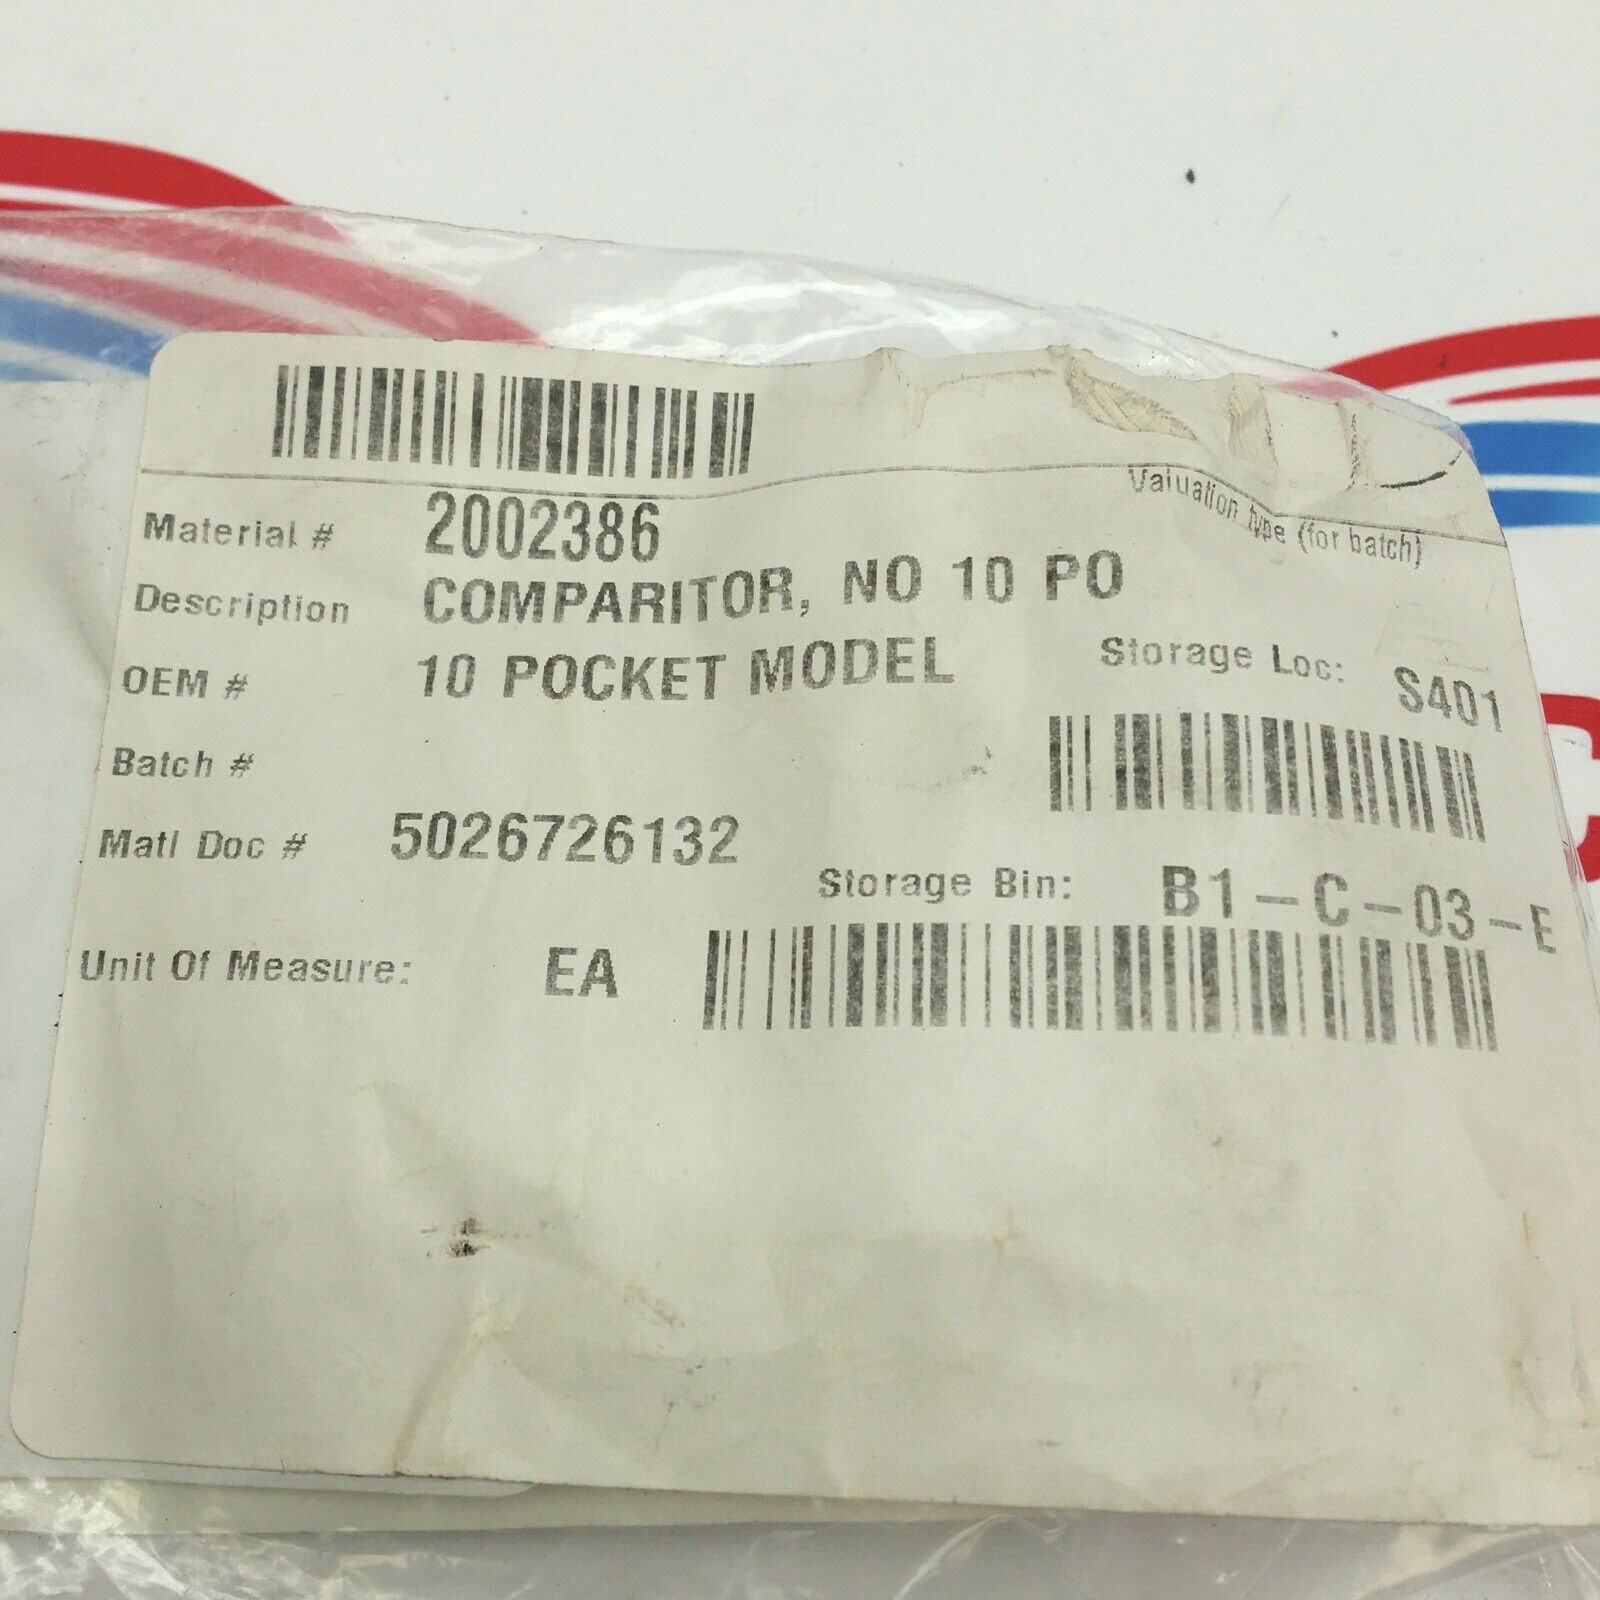 Valuation type (for batch)
Material # 2002386
Description COMPARITOR, NO 10 PO
OEM # 10 POCKET MODEL
Storage Loc: S401
Batch #
Matl Doc # 5026726132
Storage Bin: B1-C-03-E
Unit Of Measure: EA